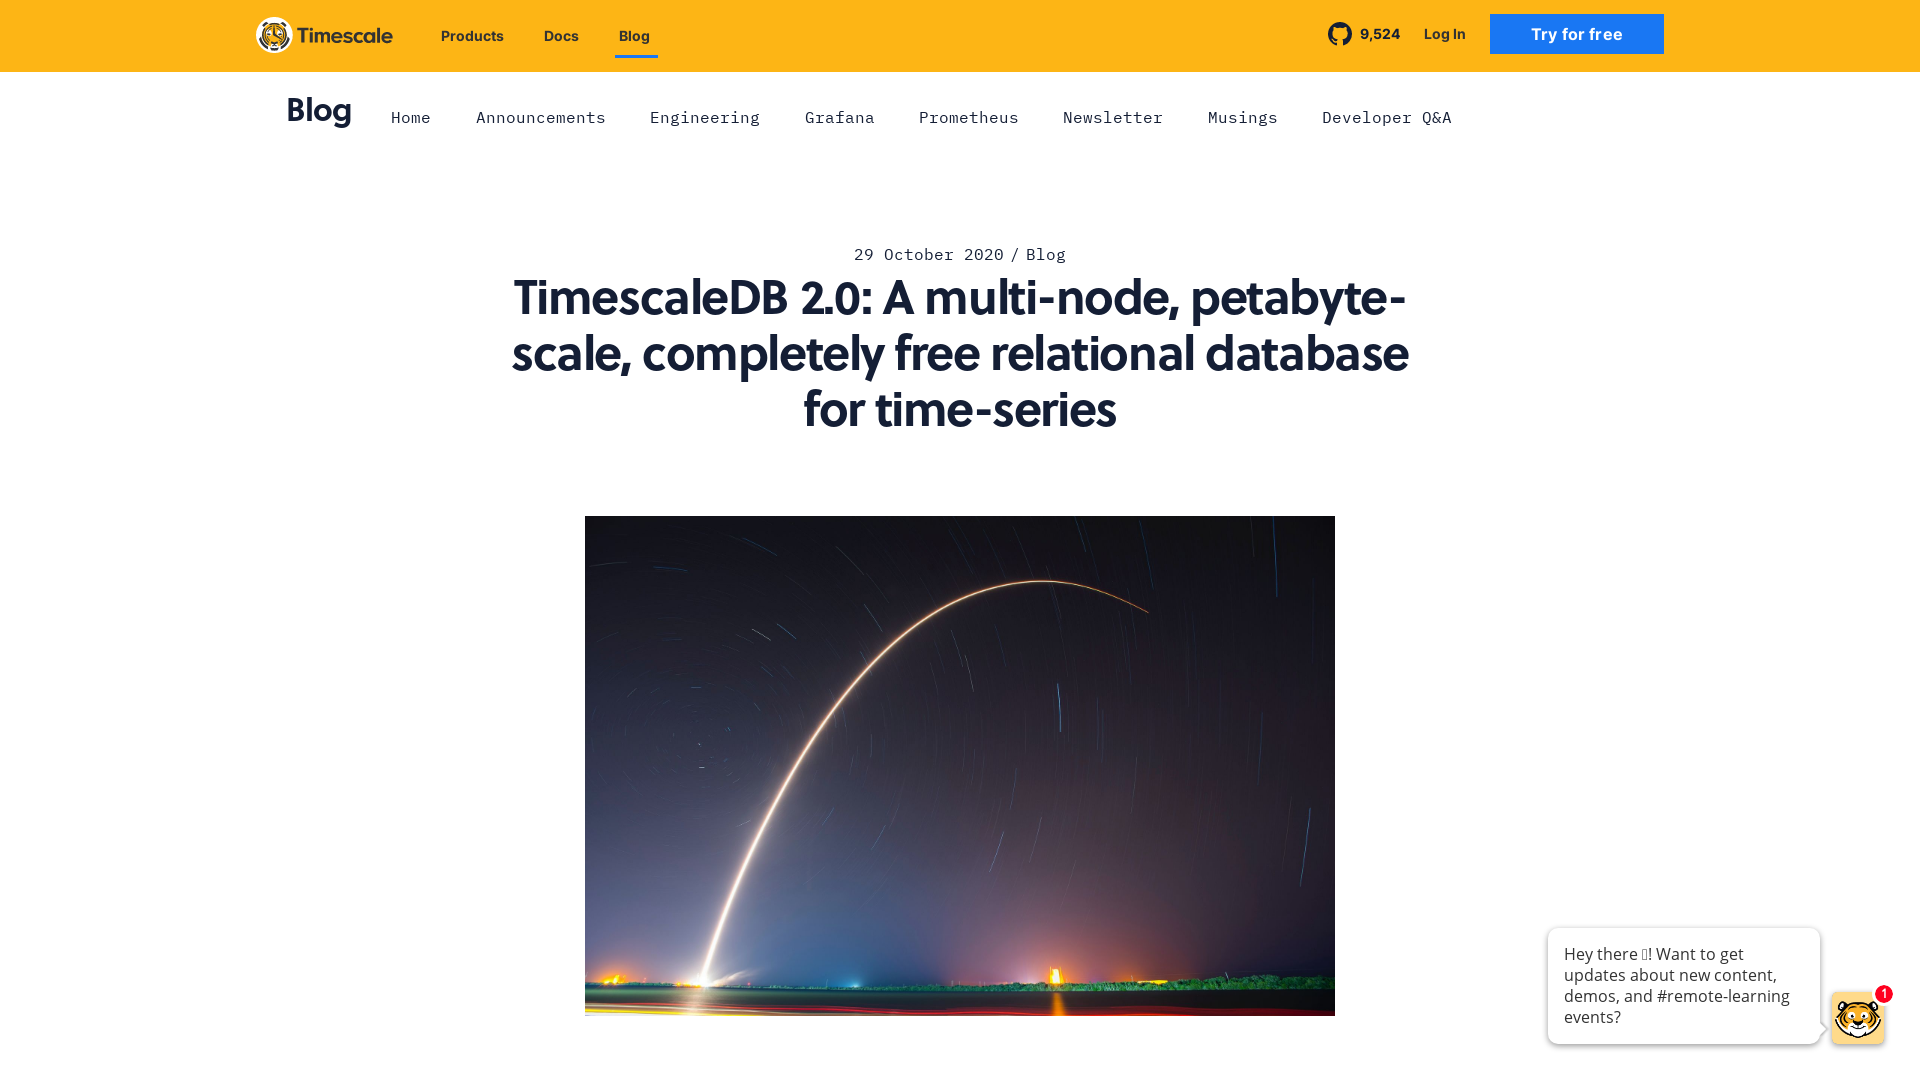 Timescale
Products
Docs
Blog
9,524
Log In
Try for free
Blog
Home
Announcements
Engineering
Grafana
Prometheus
Newsletter
Musings
Developer Q&A
29 October 2020 / Blog
TimescaleDB 2.0: A multi-node, petabyte-
scale, completely free relational database
for time-series
Hey there ! Want to get
updates about new content,
demos, and #remote-learning
events?
1